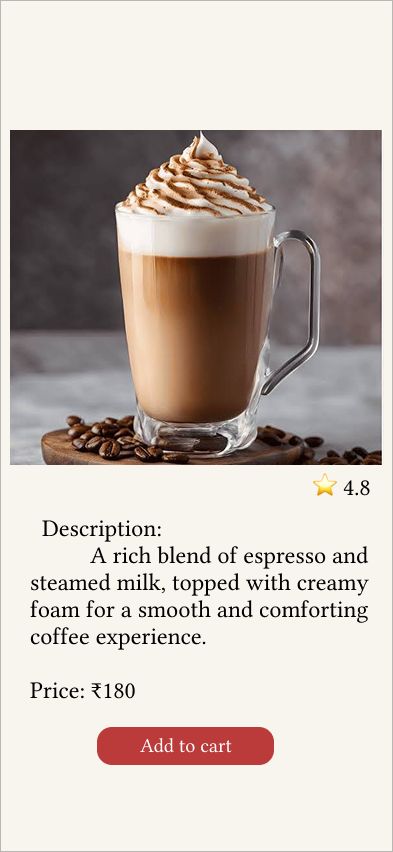 ⭐ 4.8
Description:
A rich blend of espresso and
steamed milk, topped with creamy
foam for a smooth and comforting
coffee experience.
Price: ₹180
Add to cart